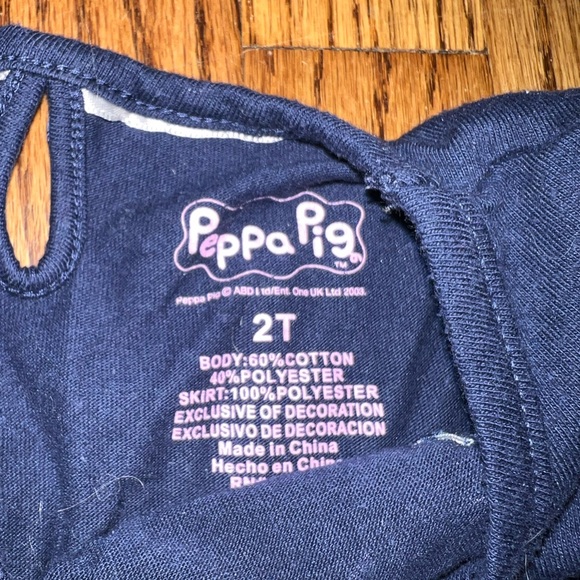 Peppa Pig
TM
Peppa Pig © ABD Ltd/Ent. One UK Ltd 2003.
2T
BODY:60%COTTON
40%POLYESTER
SKIRT:100%POLYESTER
EXCLUSIVE OF DECORATION
EXCLUSIVO DE DECORACION
Made in China
Hecho en China